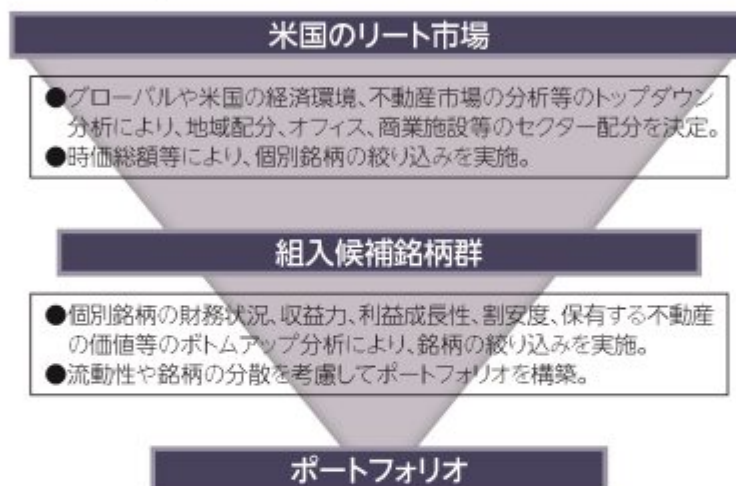 米国のリート市場
●グローバルや米国の経済環境、不動産市場の分析等のトップダウン
分析により、地域配分、オフィス、商業施設等のセクター配分を決定。
●時価総額等により、個別銘柄の絞り込みを実施。
組入候補銘柄群
●個別銘柄の財務状況、収益力、利益成長性、割安度、保有する不動産
の価値等のボトムアップ分析により、銘柄の絞り込みを実施。
●流動性や銘柄の分散を考慮してポートフォリオを構築。
ポートフォリオ